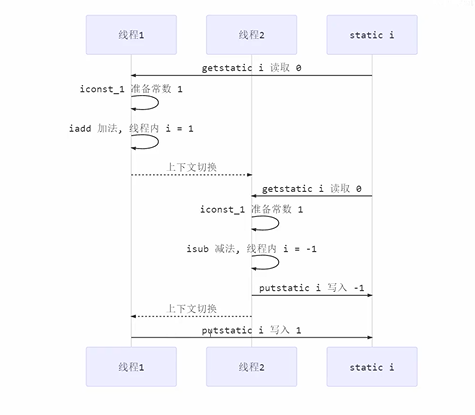 线程1
线程2
static i
getstatic i 读取 0
iconst_1 准备常数 1
iadd 加法, 线程内 i = 1
上下文切换
getstatic i 读取 0
iconst_1 准备常数 1
isub 减法, 线程内 i = -1
putstatic i 写入 -1
上下文切换
putstatic i 写入 1
线程1
线程2
static i